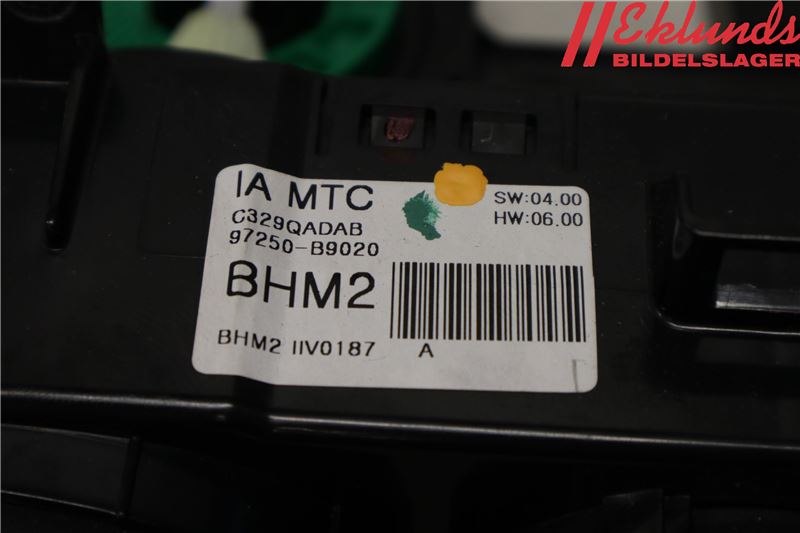 Eklunds
BILDELSLAGER
IA MTC
SW:04.00
C329QADAB
HW:06.00
97250-B9020
BHM2
BHM2 IIV0187
A